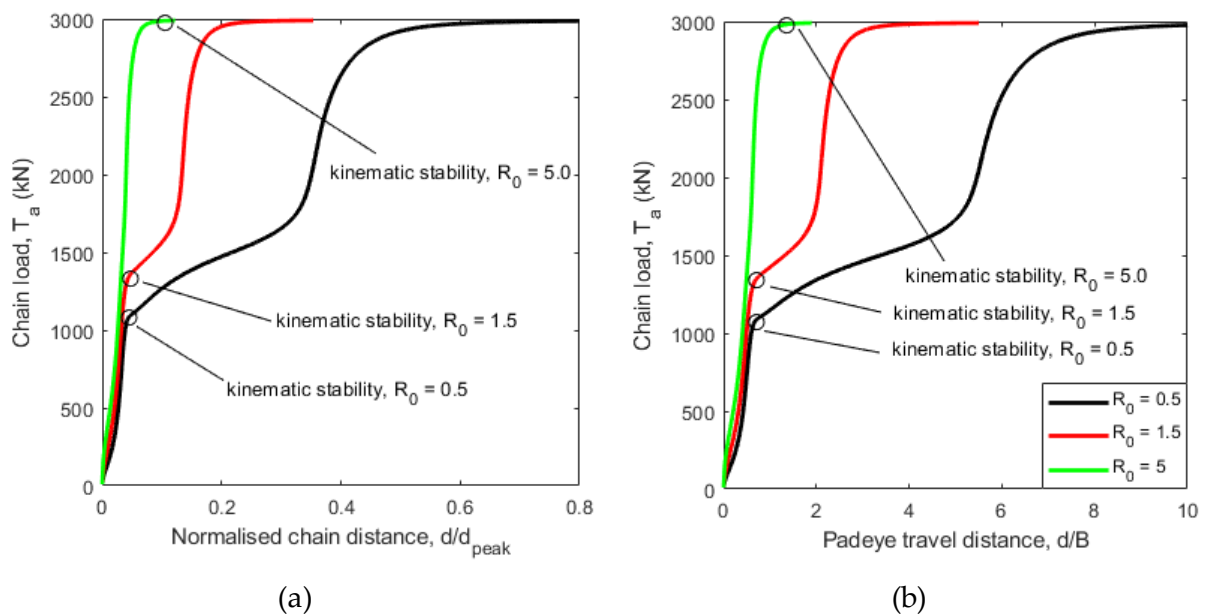 3000
2500
2000
1500
1000
500
0
Chain load, T_a (kN)
kinematic stability, R_0 = 5.0
kinematic stability, R_0 = 1.5
kinematic stability, R_0 = 0.5
0
0.2
0.4
0.6
0.8
Normalised chain distance, d/d_peak
(a)
3000
2500
2000
1500
1000
500
0
Chain load, T_a (kN)
kinematic stability, R_0 = 5.0
kinematic stability, R_0 = 1.5
kinematic stability, R_0 = 0.5
R_0 = 0.5
R_0 = 1.5
R_0 = 5
0
2
4
6
8
10
Padeye travel distance, d/B
(b)